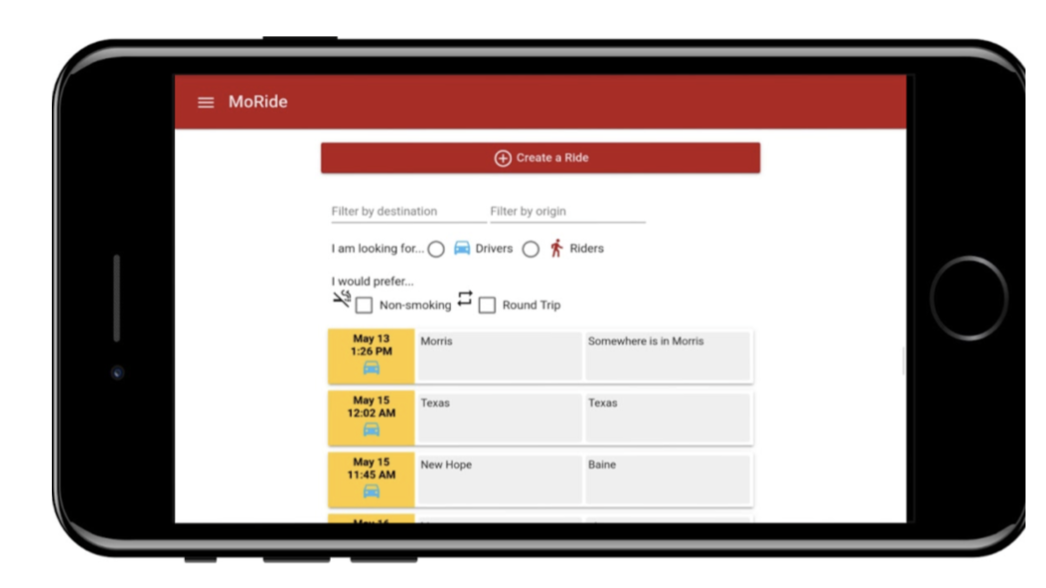 MoRide
Create a Ride
Filter by destination Filter by origin
I am looking for... Drivers Riders
I would prefer...
Non-smoking Round Trip
May 13
1:26 PM
Morris
Somewhere is in Morris
May 15
12:02 AM
Texas
Texas
May 15
11:45 AM
New Hope
Baine
May 16